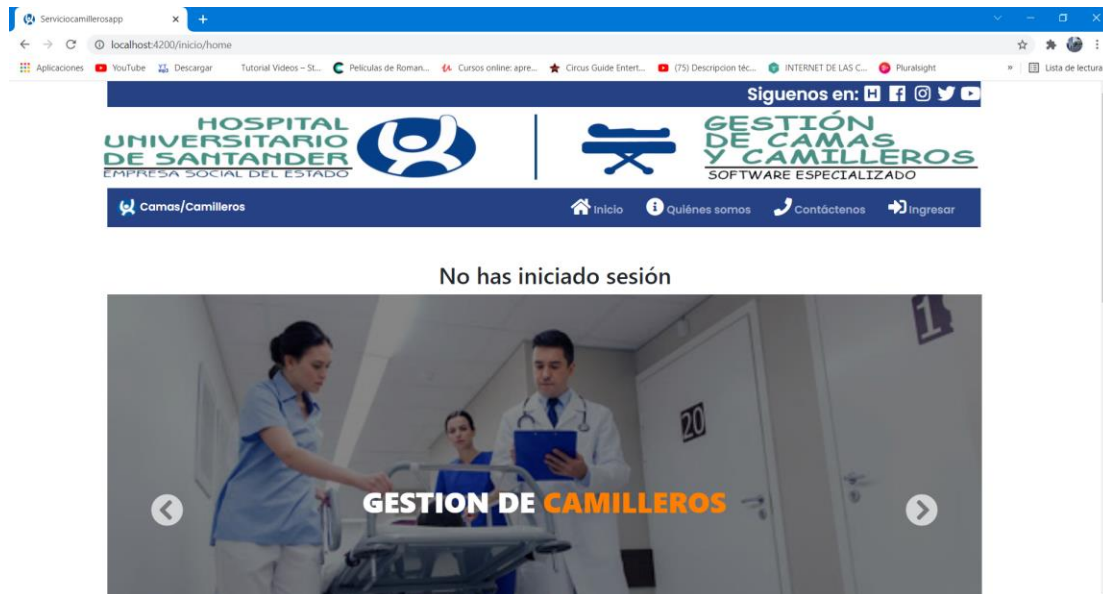 Serviciocamillerosapp
localhost:4200/inicio/home
Aplicaciones YouTube Descargar Tutorial Videos – St... Películas de Roman... Cursos online: apre... Circus Guide Entert... (75) Descripcion téc... INTERNET DE LAS C... Pluralsight » Lista de lectura
Siguenos en:
HOSPITAL
UNIVERSITARIO
DE SANTANDER
EMPRESA SOCIAL DEL ESTADO
GESTIÓN
DE CAMAS
Y CAMILLEROS
SOFTWARE ESPECIALIZADO
Camas/Camilleros Inicio Quiénes somos Contáctenos Ingresar
No has iniciado sesión
1
20
GESTION DE CAMILLEROS